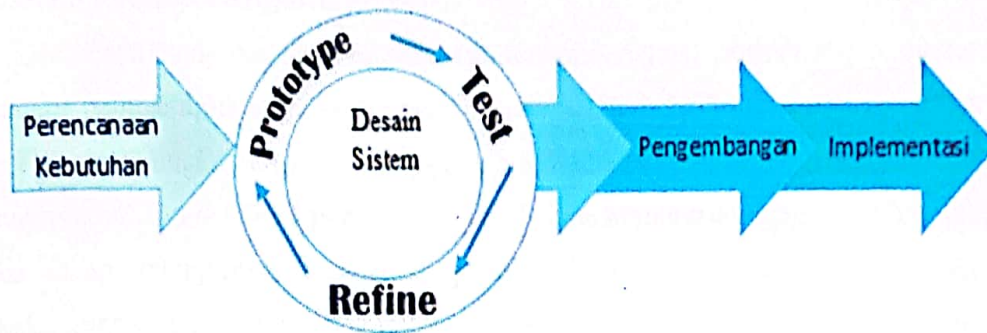 Perencanaan
Kebutuhan
Prototype
Test
Refine
Desain
Sistem
Pengembangan
Implementasi